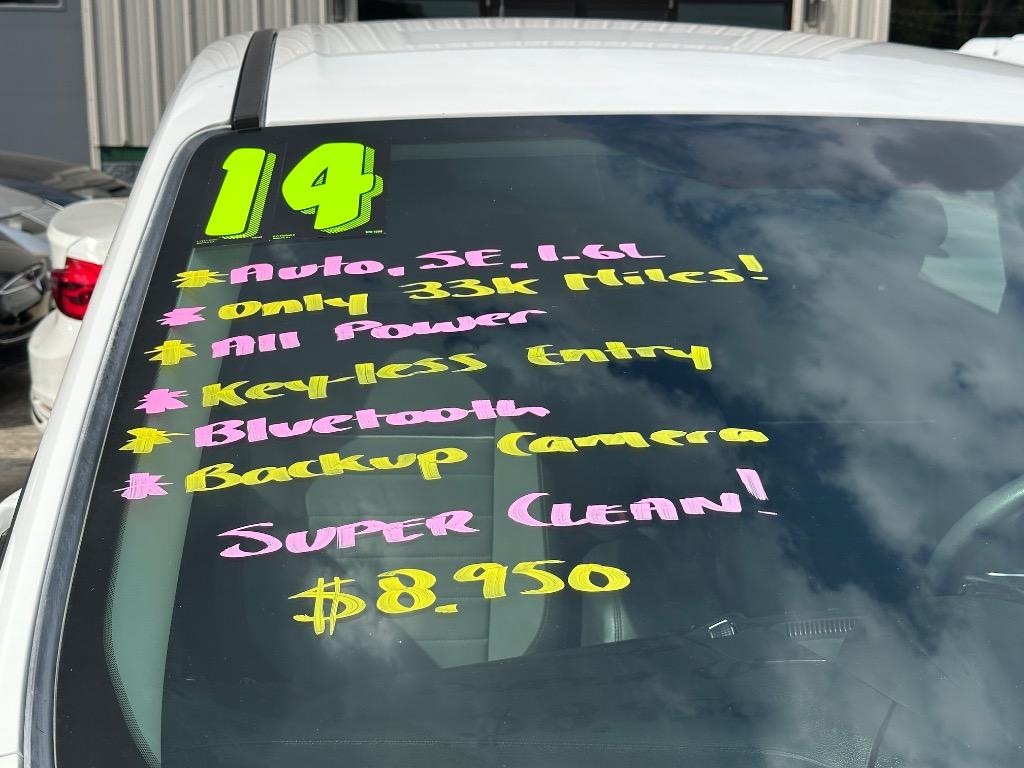 14
* Auto, SE, 1.6L
* Only 33k Miles!
* All Power
* Key-less Entry
* Bluetooth
* Backup Camera
Super Clean!
$8,950